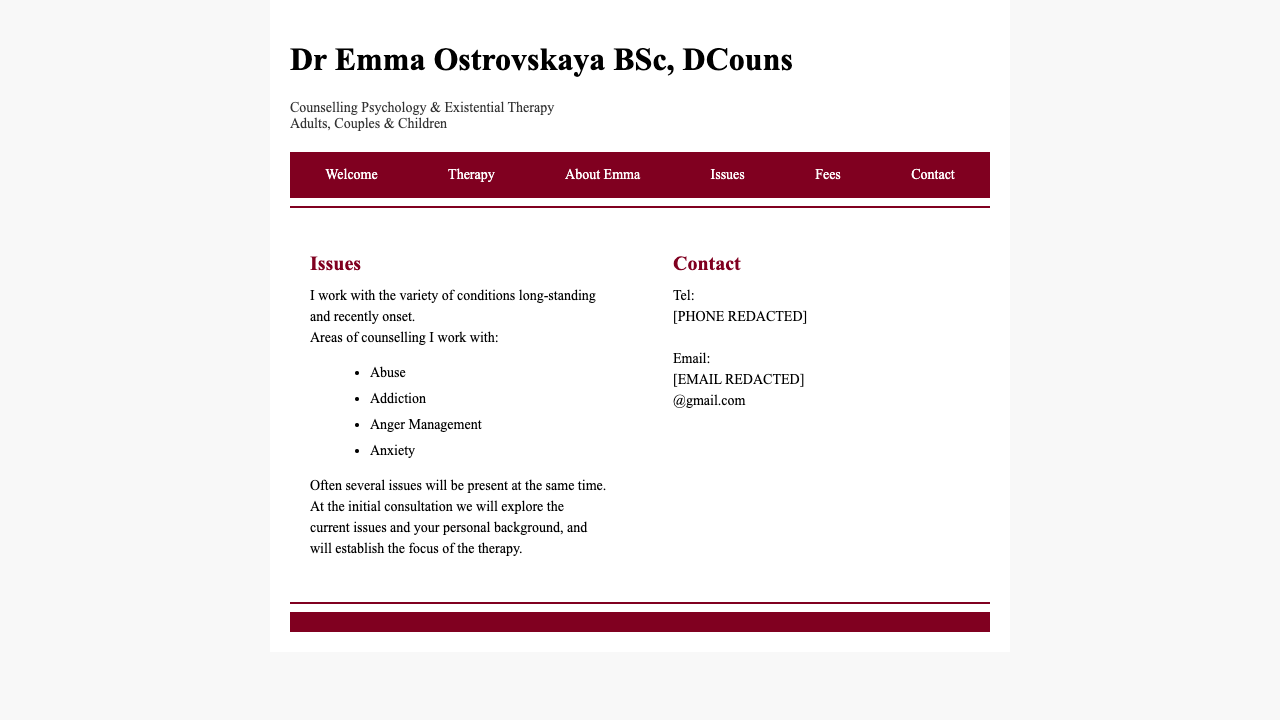 Dr Emma Ostrovskaya BSc, DCouns
Counselling Psychology & Existential Therapy
Adults, Couples & Children
Welcome Therapy About Emma Issues Fees Contact
Issues
I work with the variety of conditions long-standing
and recently onset.
Areas of counselling I work with:
• Abuse
• Addiction
• Anger Management
• Anxiety
Often several issues will be present at the same time.
At the initial consultation we will explore the
current issues and your personal background, and
will establish the focus of the therapy.
Contact
Tel:
[PHONE REDACTED]
Email:
[EMAIL REDACTED]
@gmail.com